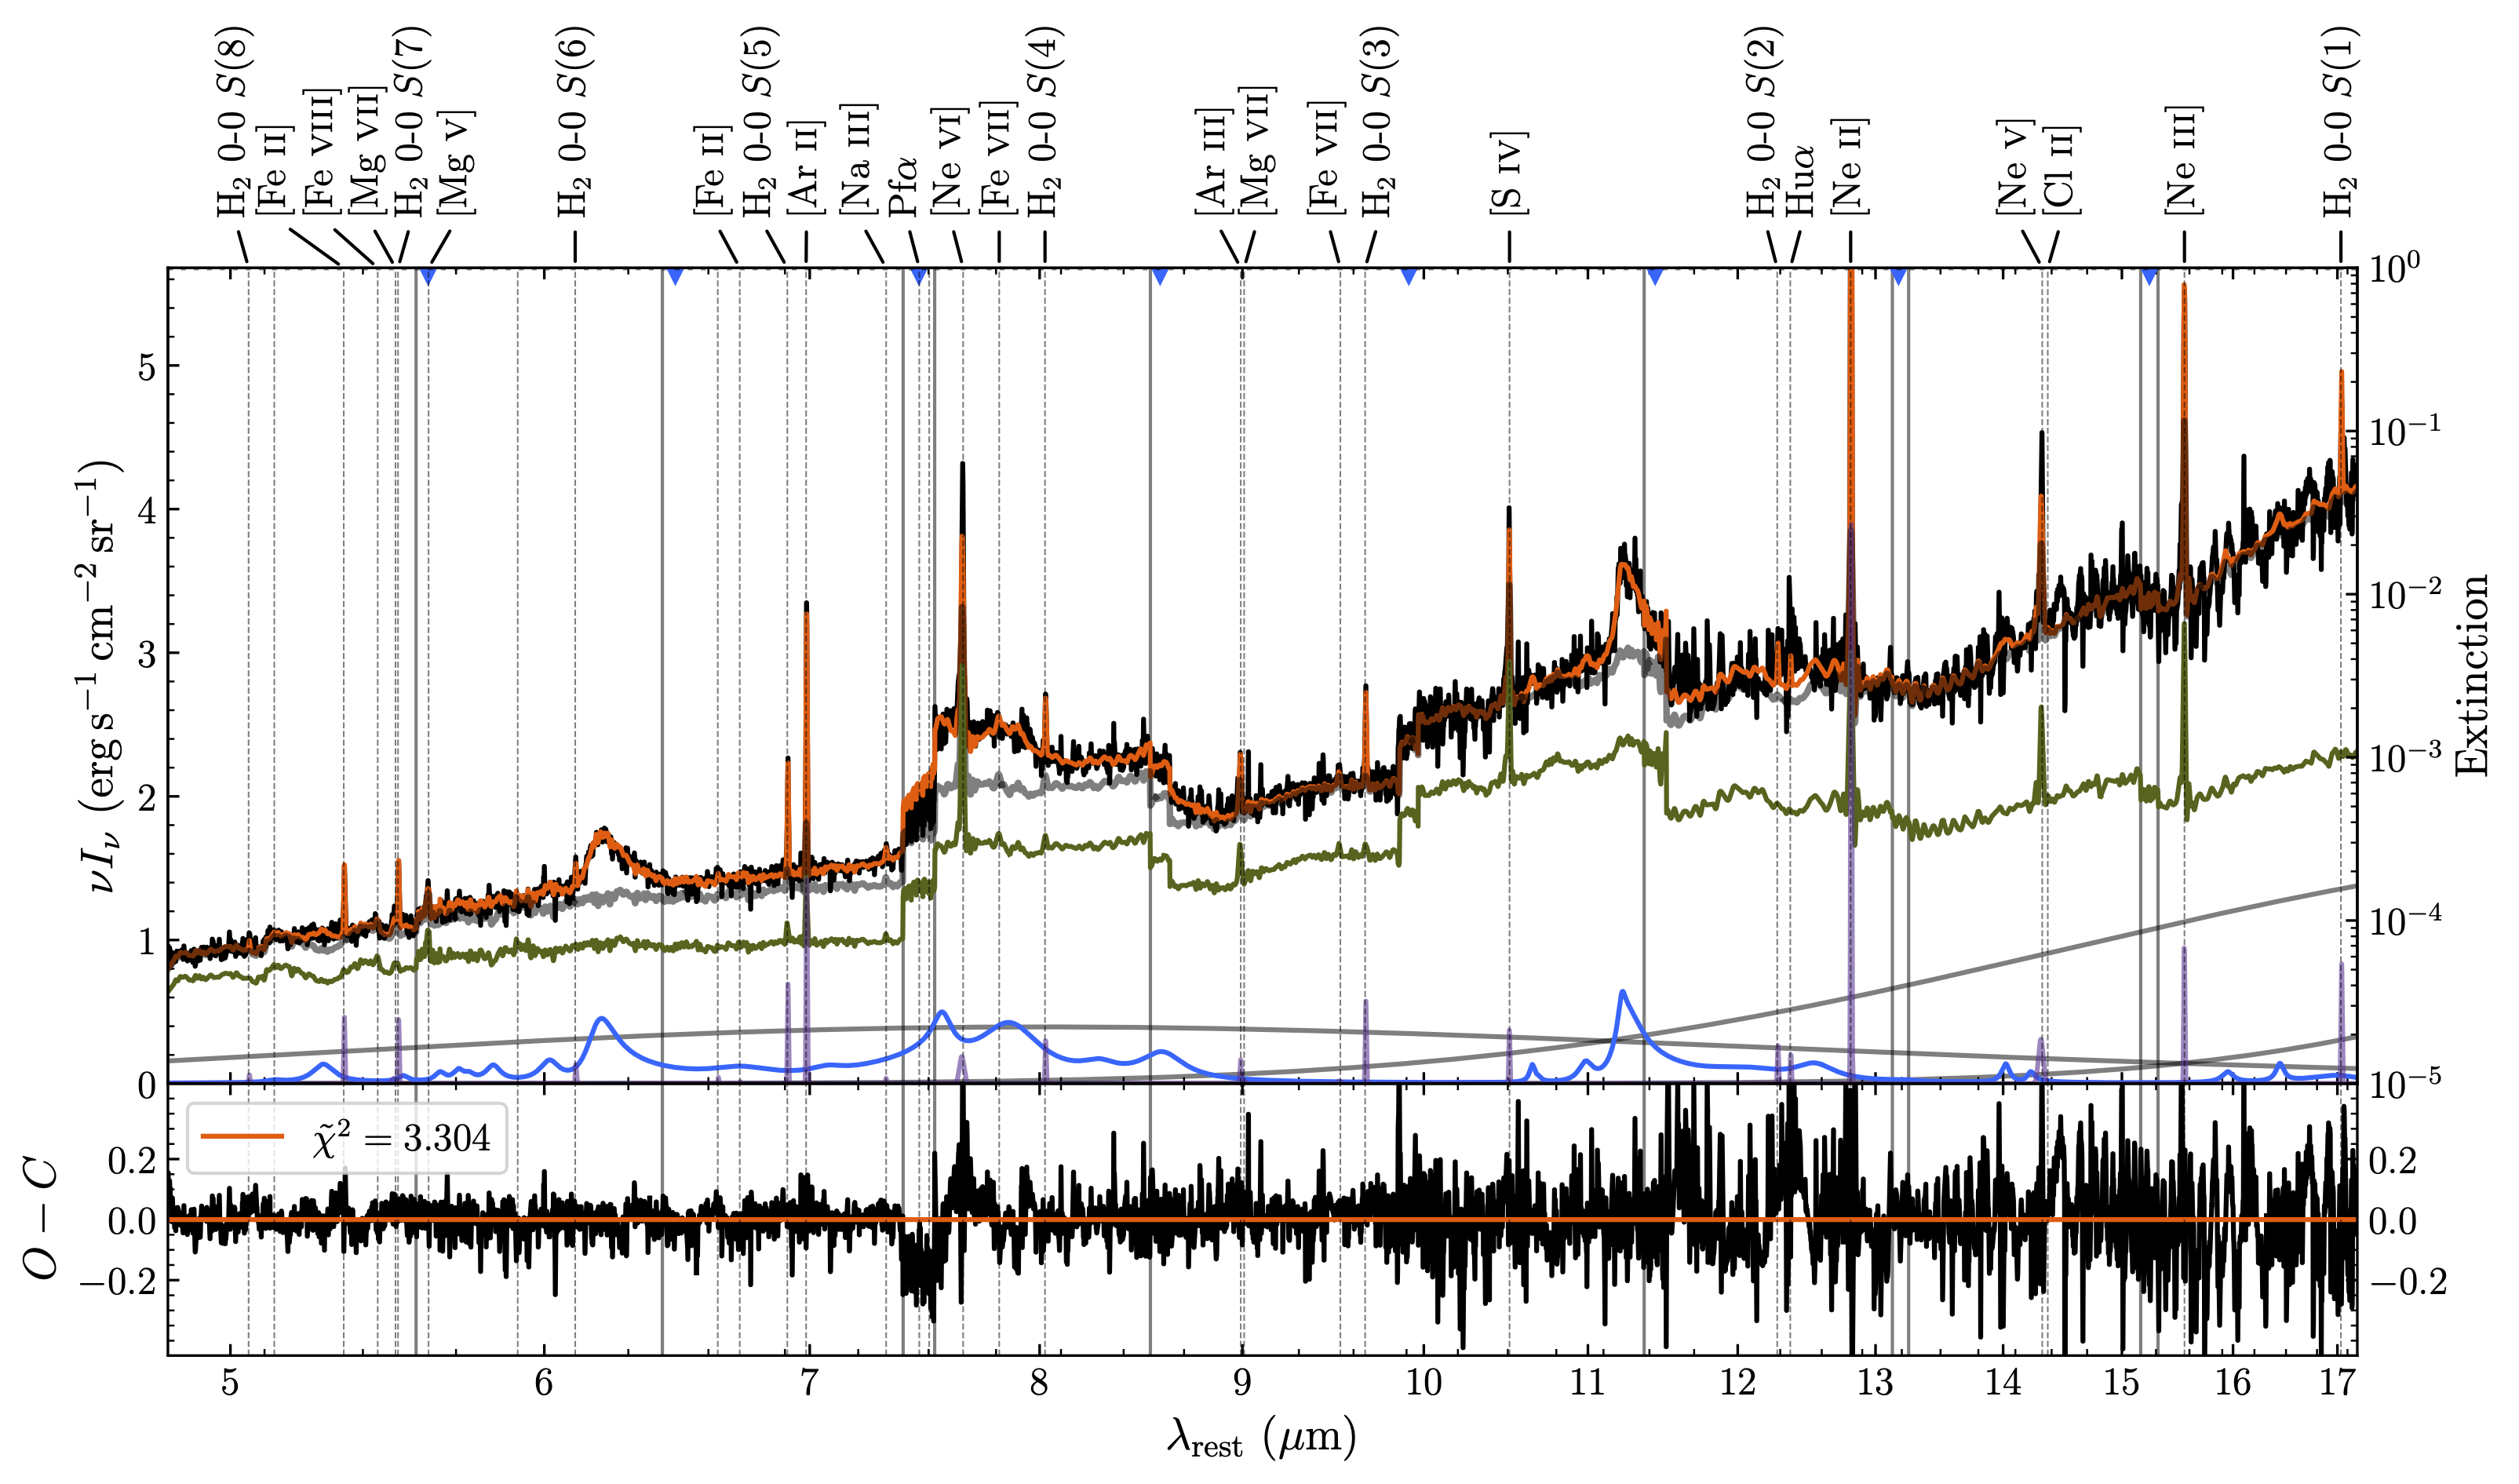 H₂ 0-0 S(8)
[Fe II]
[Fe VIII]
[Mg VII]
H₂ 0-0 S(7)
[Mg V]
H₂ 0-0 S(6)
[Fe II]
H₂ 0-0 S(5)
[Ar II]
[Na III]
Pfα
[Ne VI]
[Fe VII]
H₂ 0-0 S(4)
[Ar III]
[Mg VII]
[Fe VII]
H₂ 0-0 S(3)
[S IV]
H₂ 0-0 S(2)
Huα
[Ne II]
[Ne V]
[Cl II]
[Ne III]
H₂ 0-0 S(1)
νIν (erg s⁻¹ cm⁻² sr⁻¹)
5
4
3
2
1
0
10⁰
10⁻¹
10⁻²
10⁻³
10⁻⁴
10⁻⁵
Extinction
χ̃² = 3.304
O − C
0.2
0.0
−0.2
0.2
0.0
−0.2
5 6 7 8 9 10 11 12 13 14 15 16 17
λrest (μm)